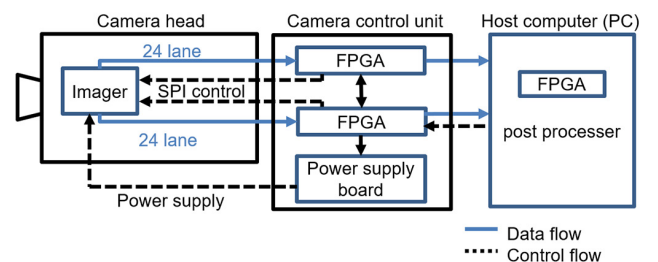 Camera head
Camera control unit
Host computer (PC)
24 lane
FPGA
FPGA
Imager
SPI control
FPGA
post processer
24 lane
Power supply
board
Power supply
Data flow
Control flow